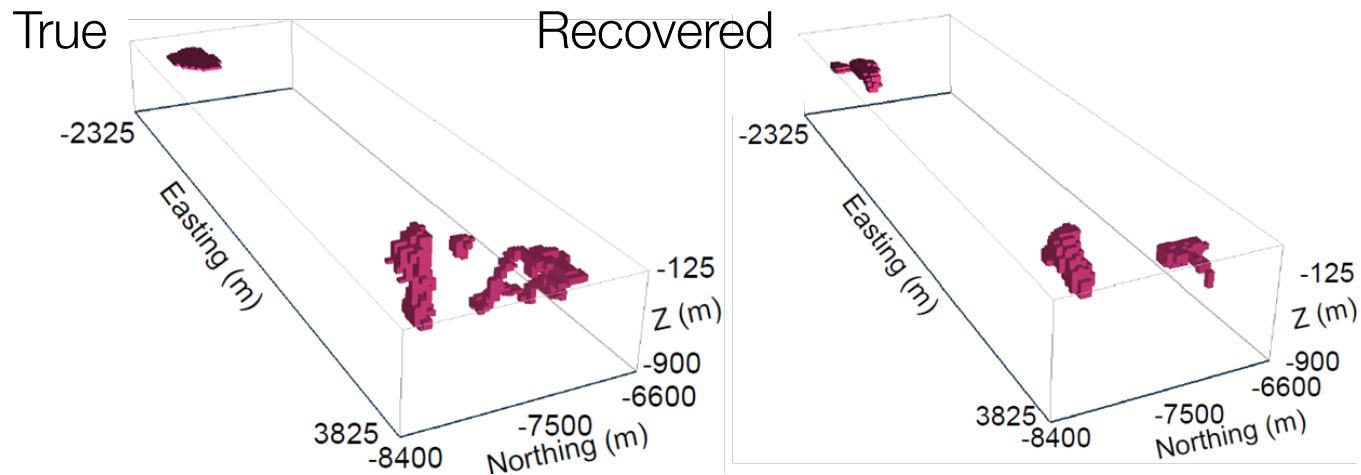 True
Recovered
-2325
Easting (m)
-125
Z (m)
-900
-6600
-7500
Northing (m)
3825
-8400
-2325
Easting (m)
-125
Z (m)
-900
-6600
-7500
Northing (m)
3825
-8400